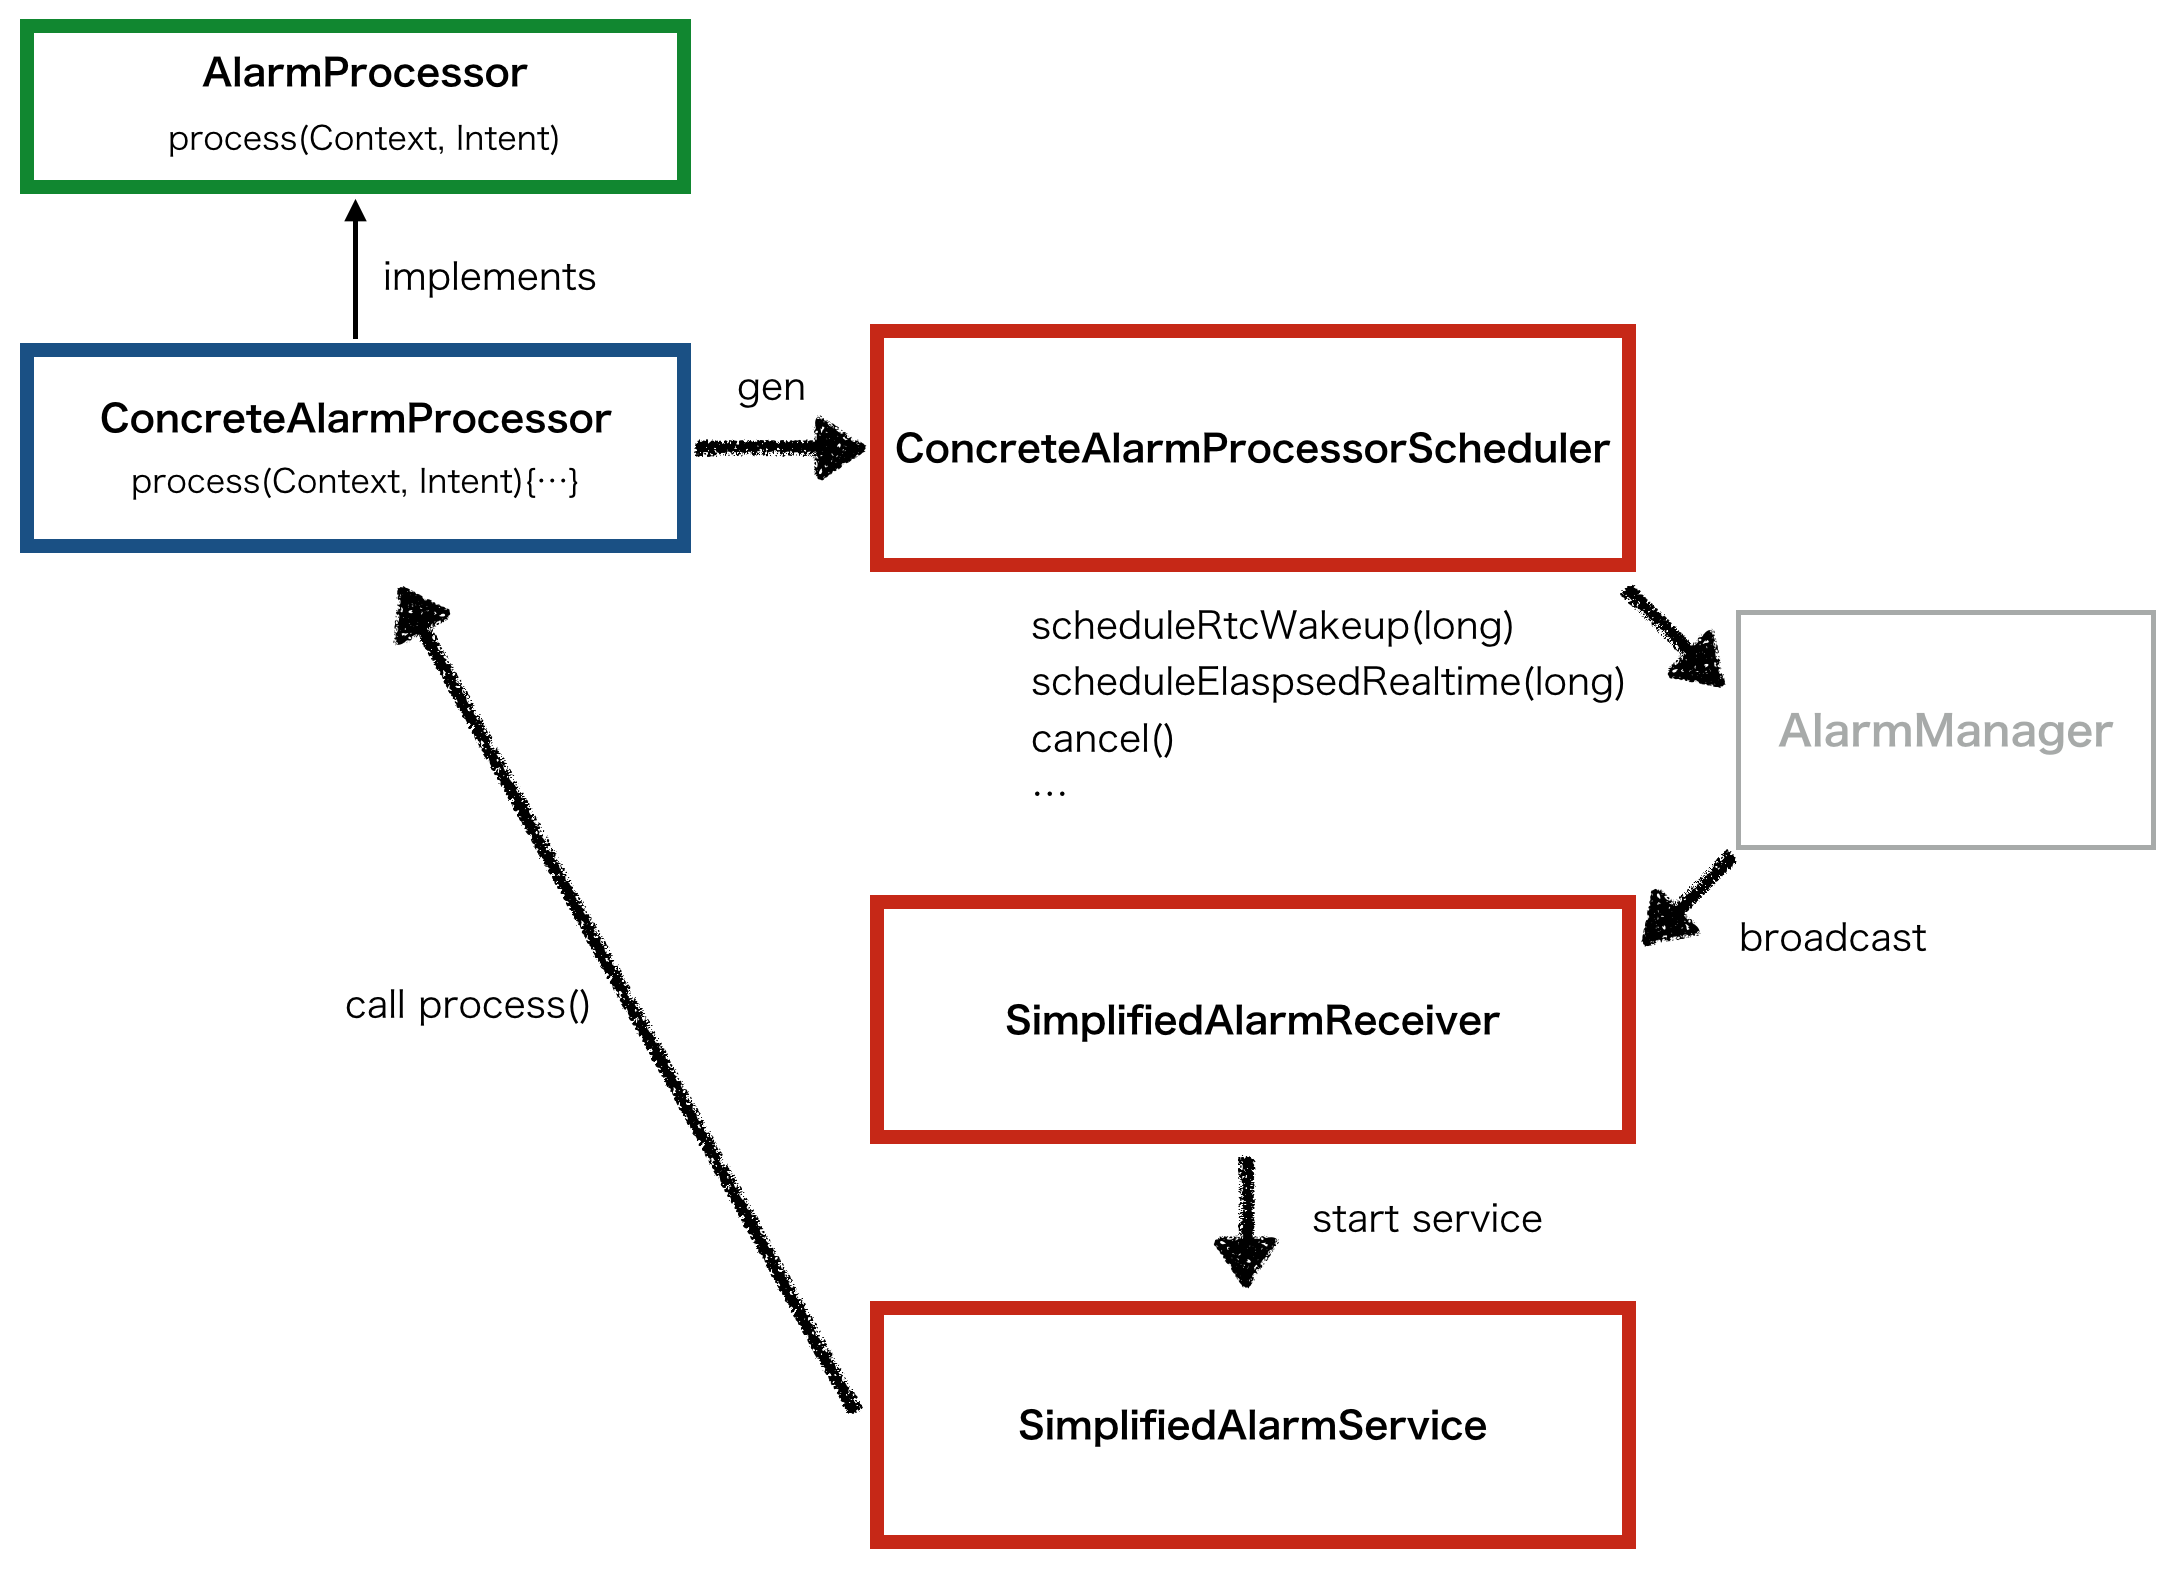 AlarmProcessor
process(Context, Intent)
implements
ConcreteAlarmProcessor
process(Context, Intent){…}
gen
ConcreteAlarmProcessorScheduler
scheduleRtcWakeup(long)
scheduleElaspsedRealtime(long)
cancel()
…
AlarmManager
broadcast
SimplifiedAlarmReceiver
call process()
start service
SimplifiedAlarmService